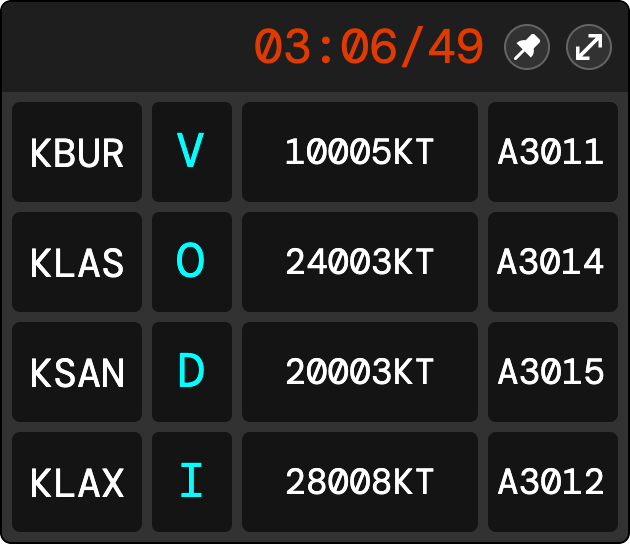 03:06/49
KBUR V 10005KT A3011
KLAS O 24003KT A3014
KSAN D 20003KT A3015
KLAX I 28008KT A3012